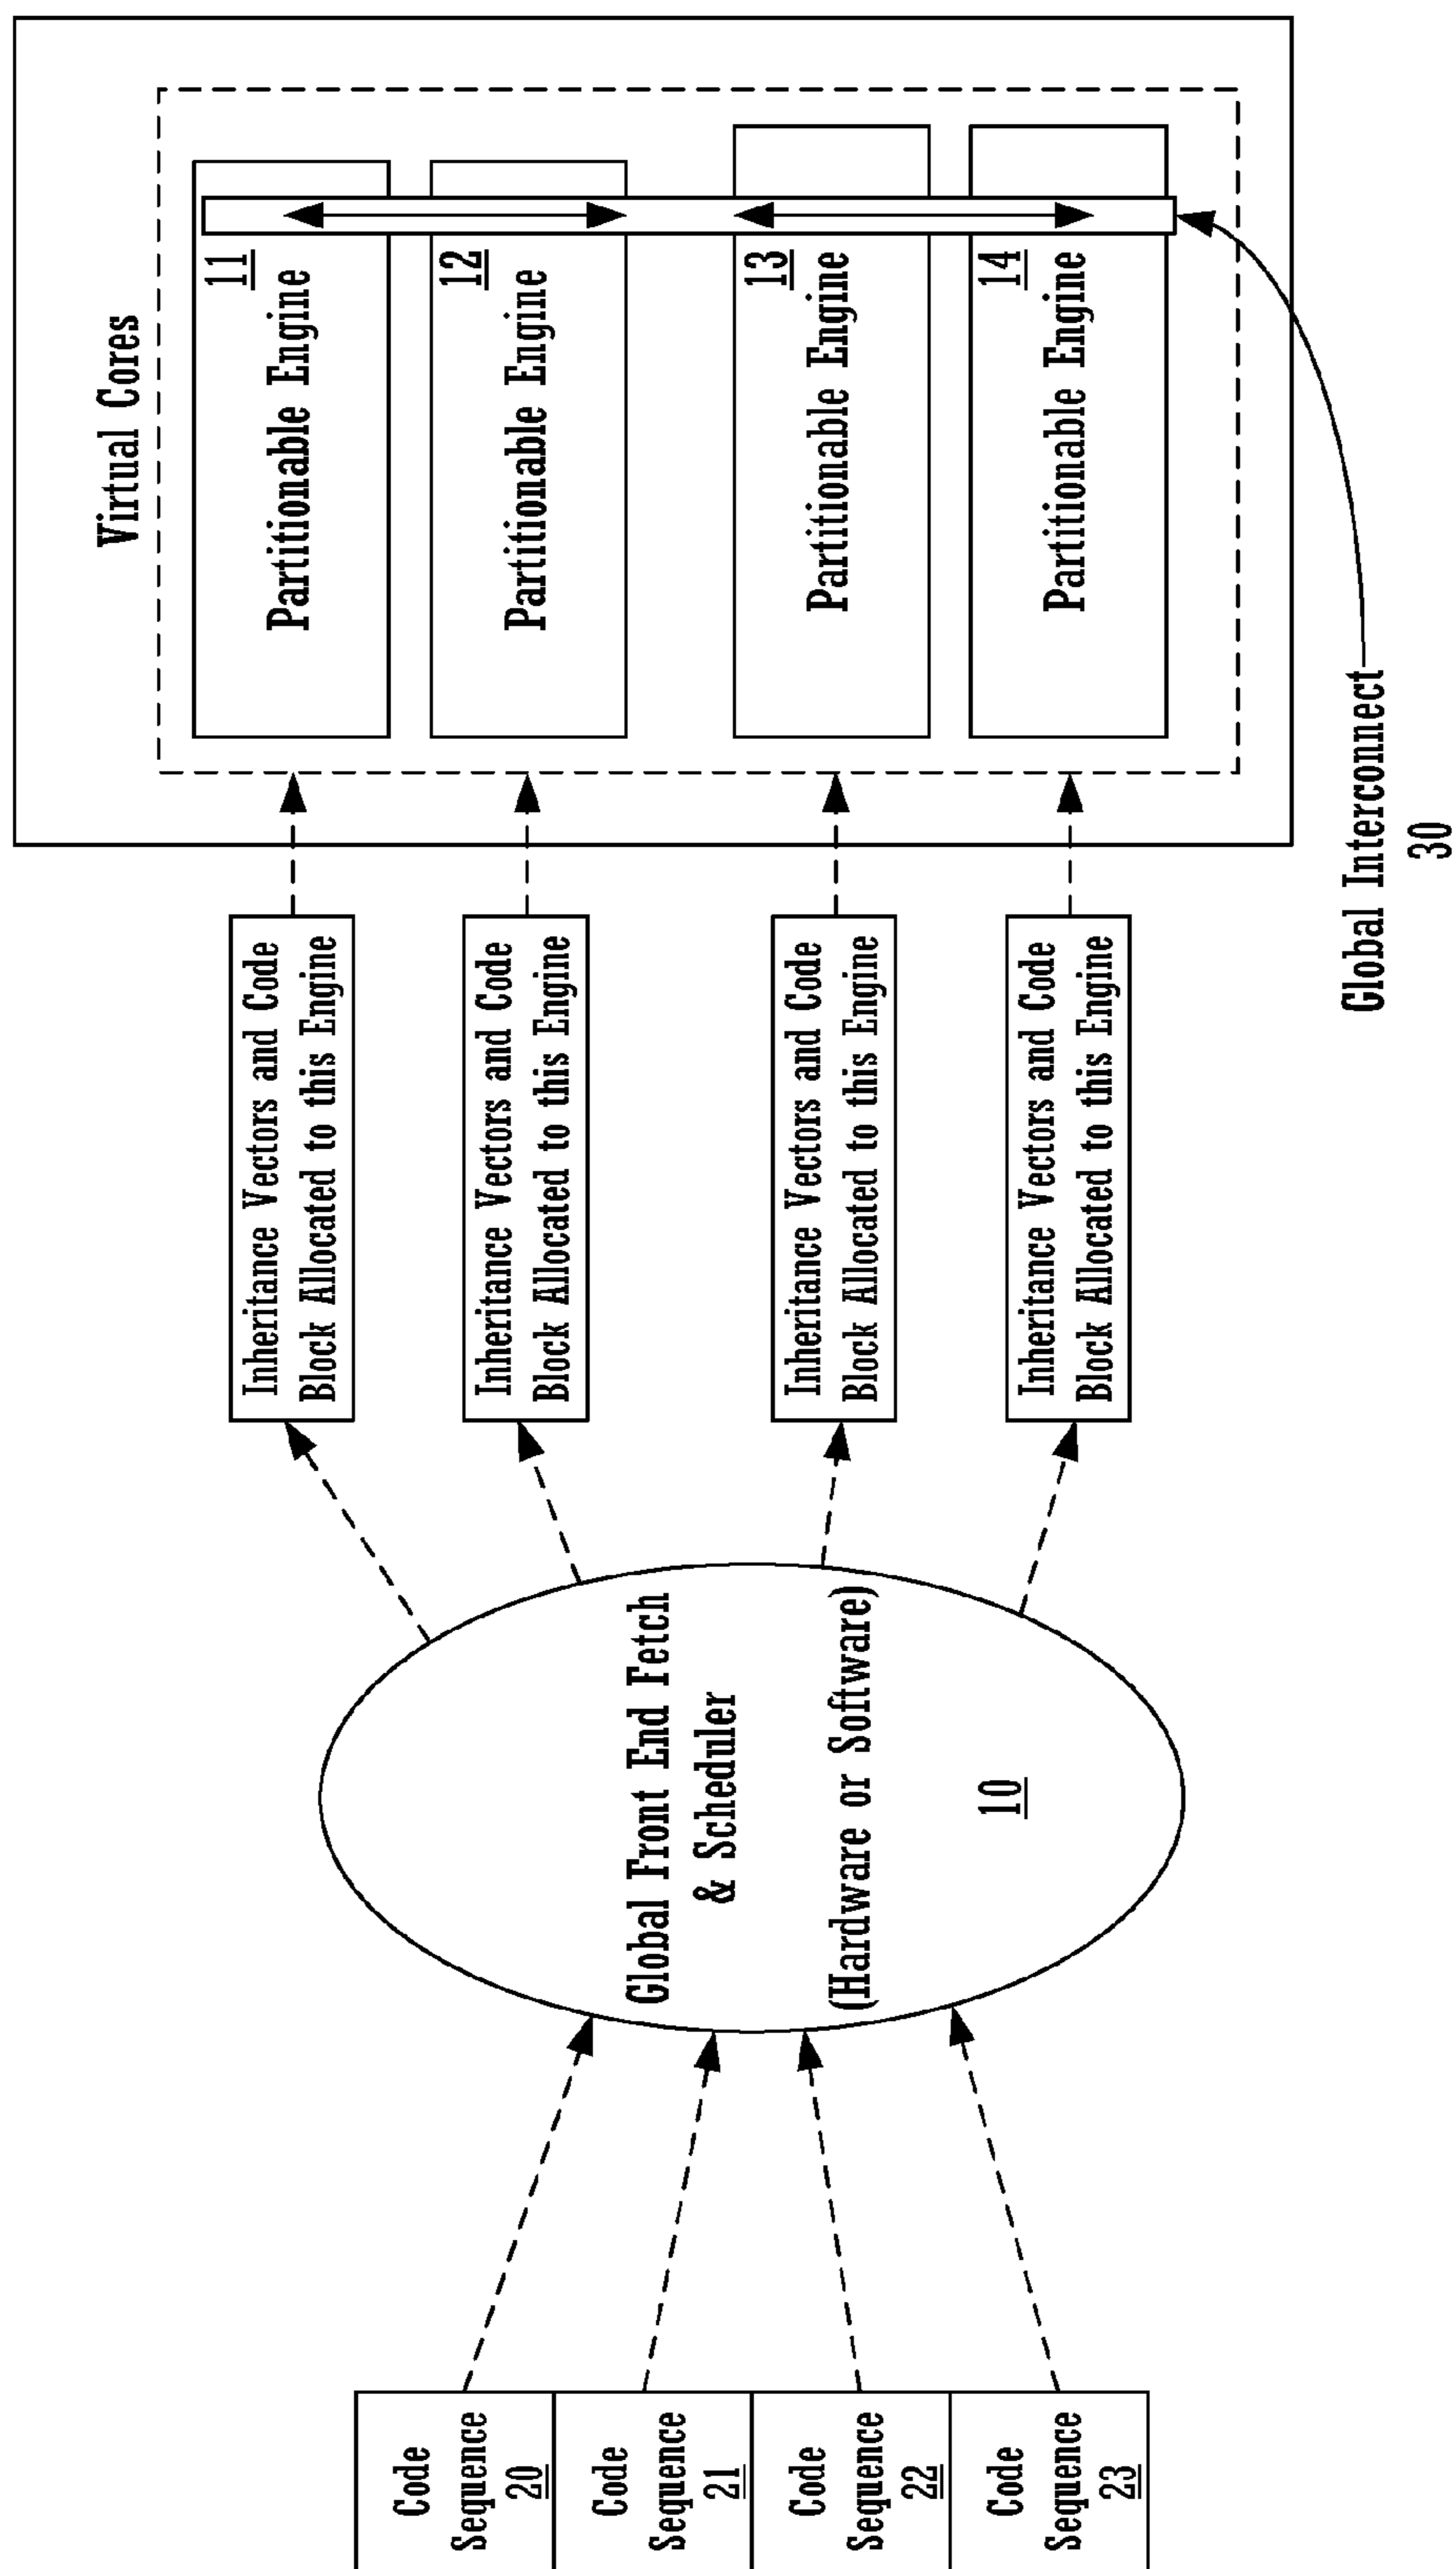 Code
Sequence
20
Code
Sequence
21
Code
Sequence
22
Code
Sequence
23
Global Front End Fetch
& Scheduler
(Hardware or Software)
10
Inheritance Vectors and Code
Block Allocated to this Engine
Inheritance Vectors and Code
Block Allocated to this Engine
Inheritance Vectors and Code
Block Allocated to this Engine
Inheritance Vectors and Code
Block Allocated to this Engine
Virtual Cores
11
Partitionable Engine
12
Partitionable Engine
13
Partitionable Engine
14
Partitionable Engine
Global Interconnect
30